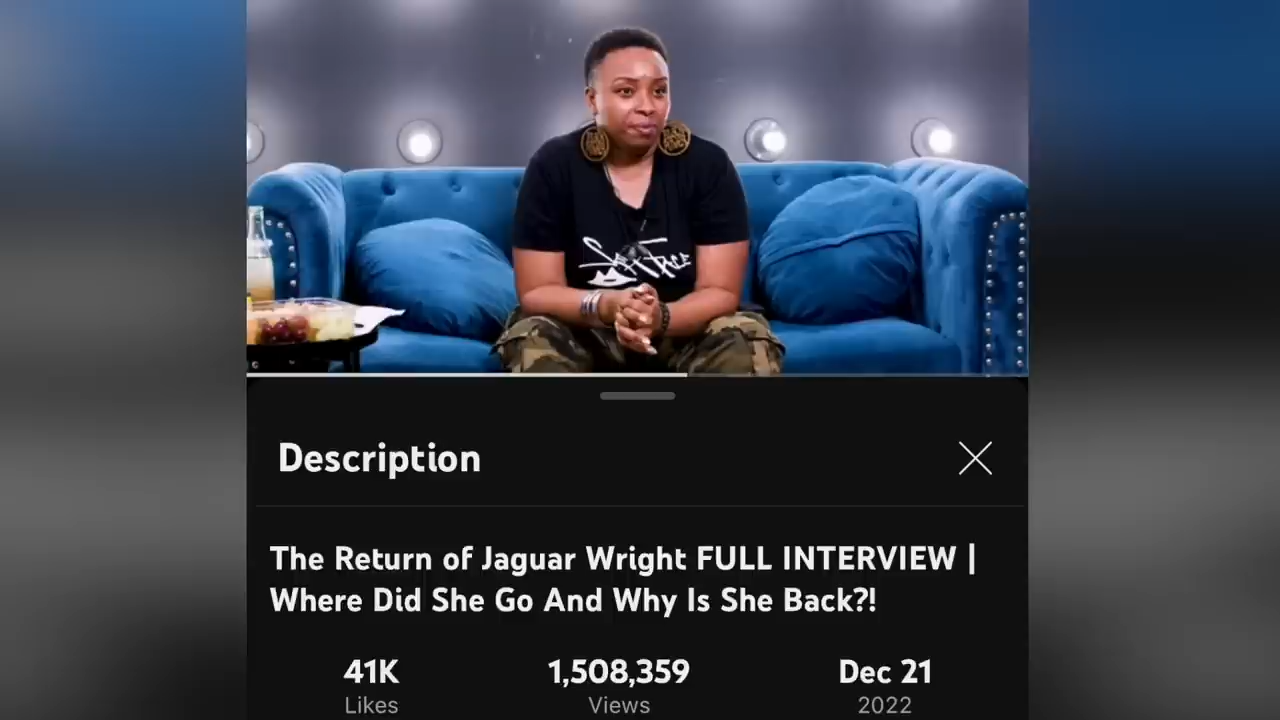 Description
The Return of Jaguar Wright FULL INTERVIEW |
Where Did She Go And Why Is She Back?!
41K 1,508,359 Dec 21
Likes Views 2022